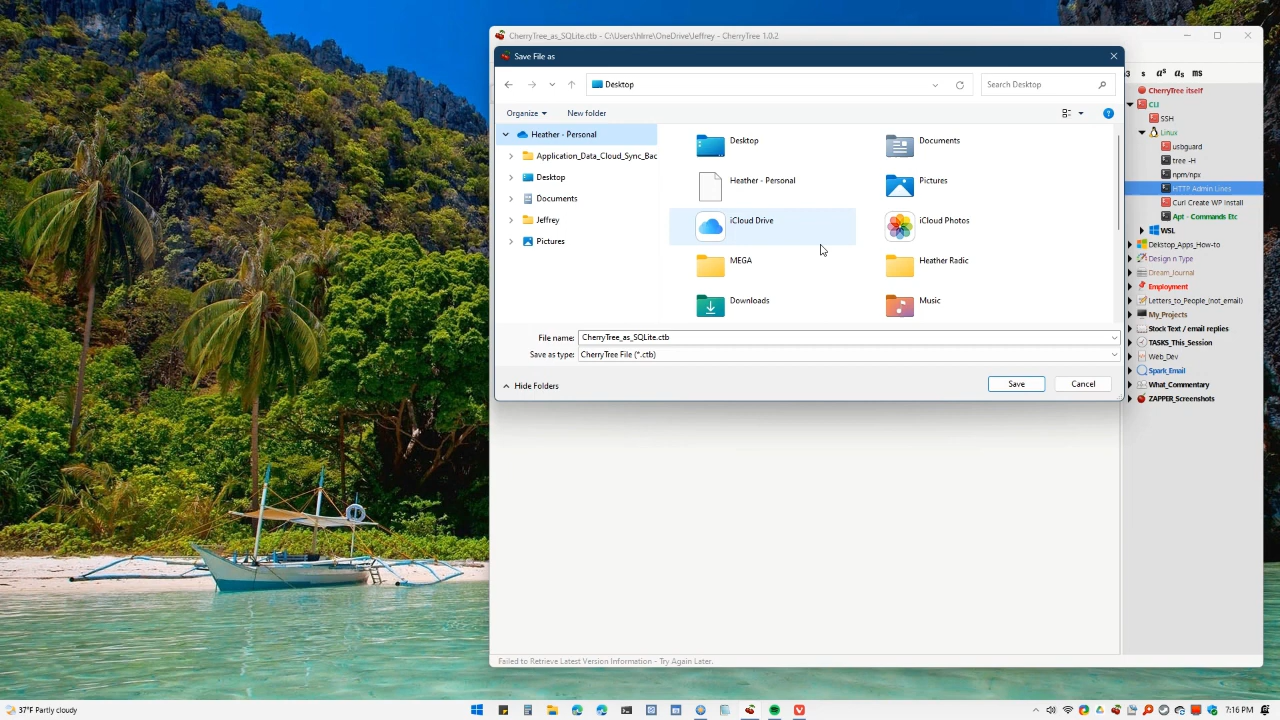 CherryTree_as_SQLite.ctb - C:\Users\hlrre\OneDrive\Jeffrey - CherryTree 1.0.2
Save File as
Desktop
Search Desktop
Organize
New folder
Heather - Personal
Application_Data_Cloud_Sync_Bac
Desktop
Documents
Jeffrey
Pictures
Desktop
Documents
Heather - Personal
Pictures
iCloud Drive
iCloud Photos
MEGA
Heather Radic
Downloads
Music
File name: CherryTree_as_SQLite.ctb
Save as type: CherryTree File (*.ctb)
Hide Folders
Save
Cancel
s
ms
CherryTree itself
CLI
SSH
Linux
usbguard
tree -H
npm/npx
HTTP Admin Lines
Curl Create WP Install
Apt - Commands Etc
WSL
Dekstop_Apps_How-to
Design n Type
Dream_Journal
Employment
Letters_to_People_(not_email)
My_Projects
Stock Text / email replies
TASKS_This_Session
Web_Dev
Spark_Email
What_Commentary
ZAPPER_Screenshots
Failed to Retrieve Latest Version Information - Try Again Later.
37°F Partly cloudy
7:16 PM